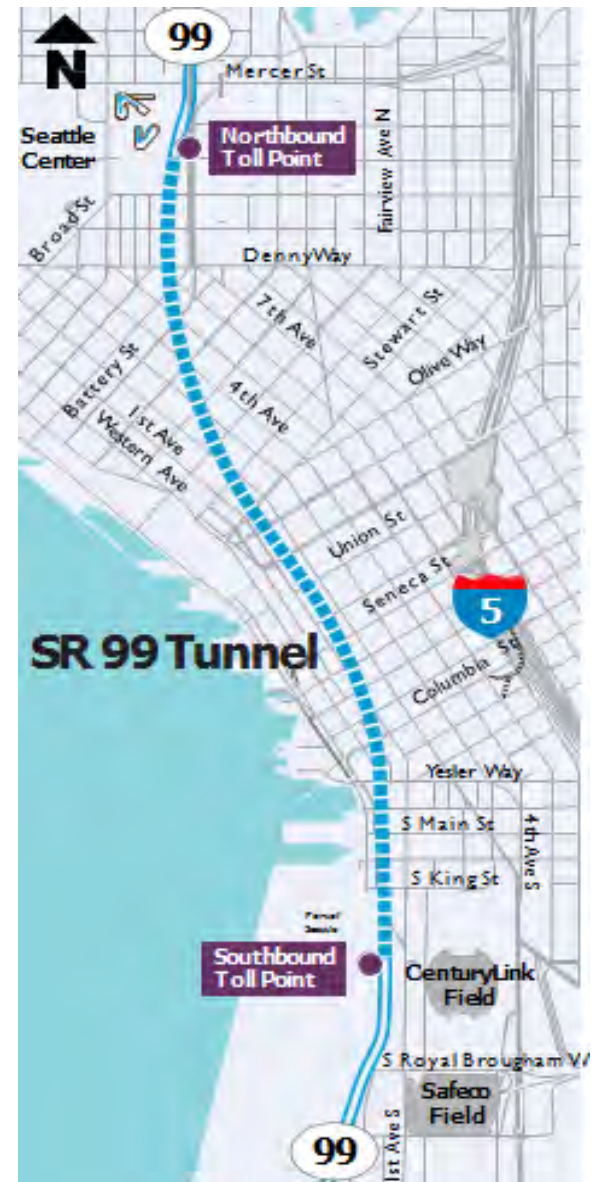 99
N
Mercer St
Seattle
Center
Northbound
Toll Point
Fairview Ave N
Broad St
Denny Way
7th Ave
Stewart St
Olive Way
Battery St
4th Ave
1st Ave
Western Ave
Union St
Seneca St
5
SR 99 Tunnel
Columbia St
Yesler Way
S Main St
4th Ave S
S King St
Southbound
Toll Point
CenturyLink
Field
S Royal Brougham W
Safeco
Field
1st Ave S
99